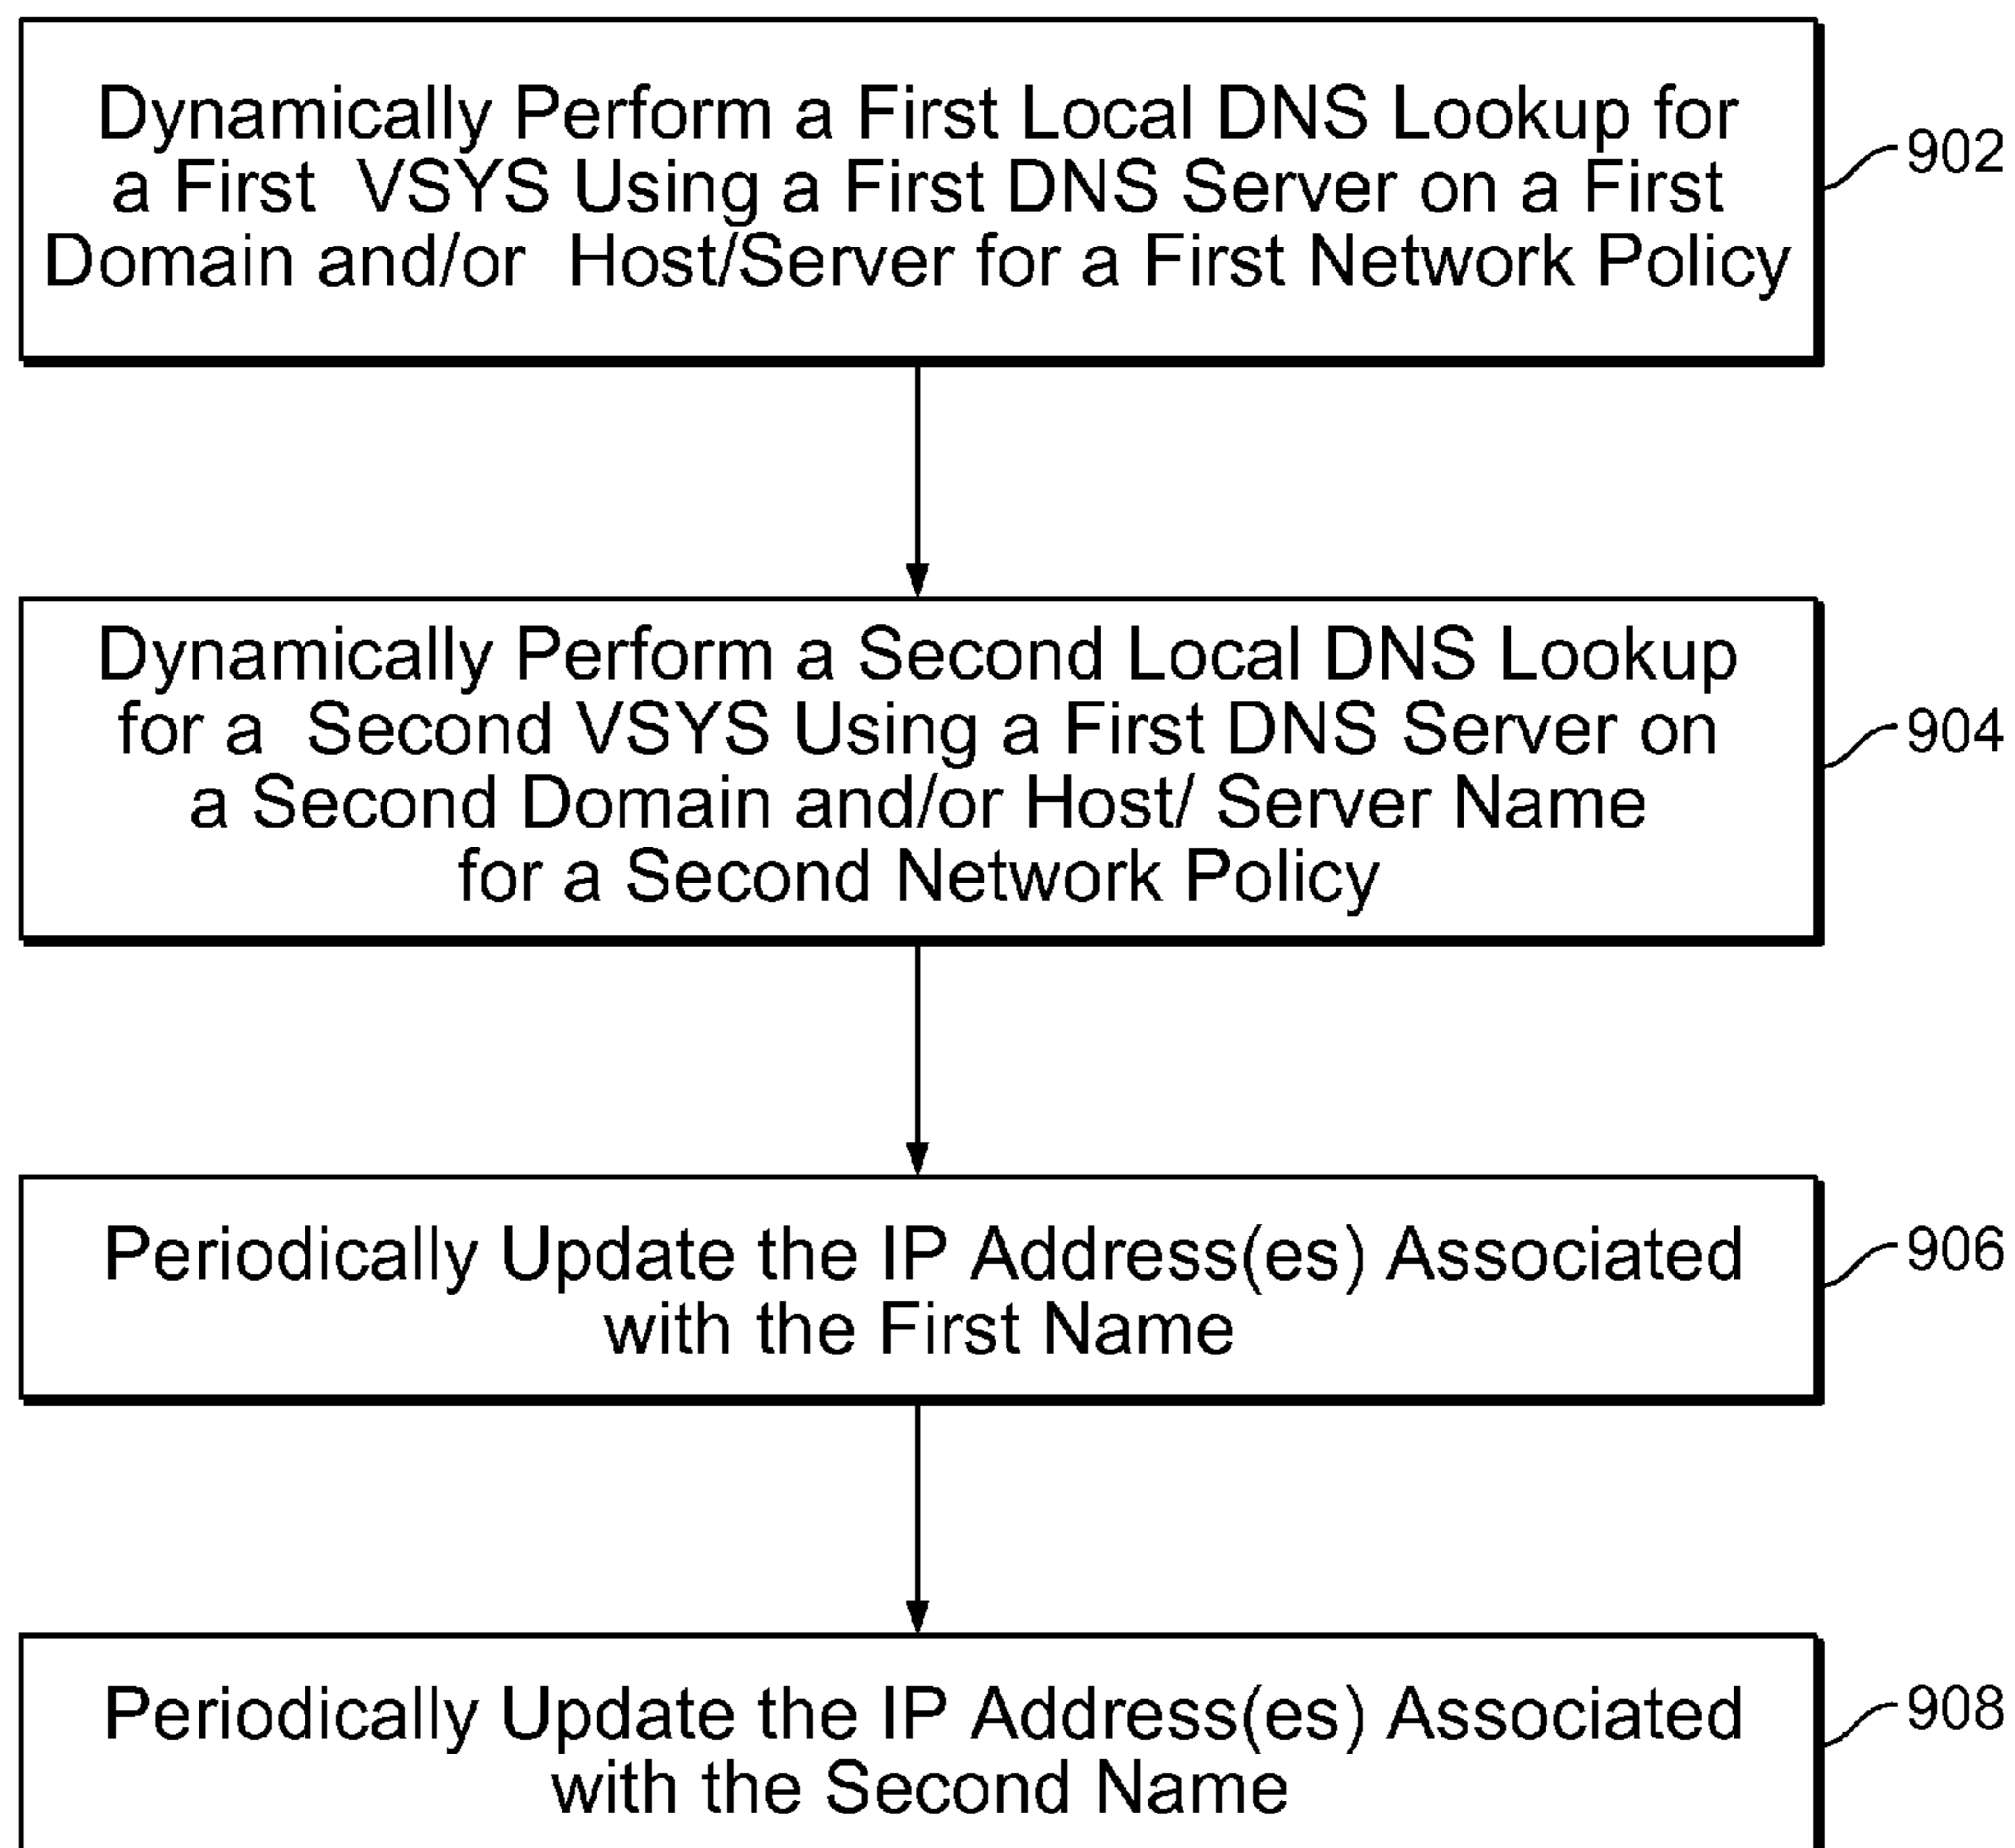 Dynamically Perform a First Local DNS Lookup for
a First VSYS Using a First DNS Server on a First
Domain and/or Host/Server for a First Network Policy
902
Dynamically Perform a Second Local DNS Lookup
for a Second VSYS Using a First DNS Server on
a Second Domain and/or Host/ Server Name
for a Second Network Policy
904
Periodically Update the IP Address(es) Associated
with the First Name
906
Periodically Update the IP Address(es) Associated
with the Second Name
908